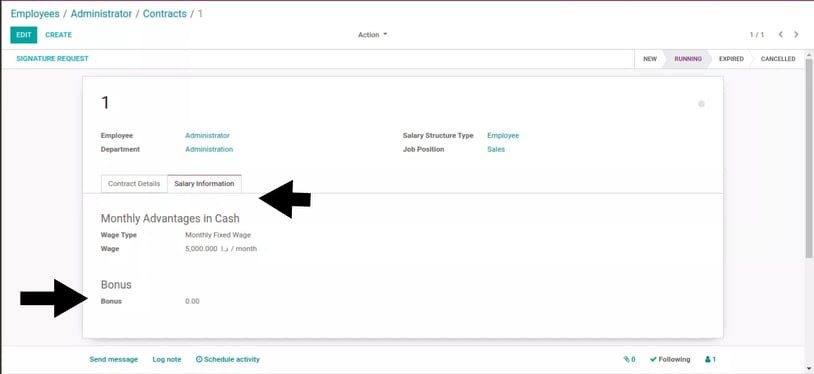 Employees / Administrator / Contracts / 1
EDIT CREATE Action 1 / 1
SIGNATURE REQUEST NEW RUNNING EXPIRED CANCELLED
1
Employee Administrator Salary Structure Type Employee
Department Administration Job Position Sales
Contract Details Salary Information
Monthly Advantages in Cash
Wage Type Monthly Fixed Wage
Wage 5,000.000 د.ا / month
Bonus
Bonus 0.00
Send message Log note Schedule activity 0 Following 1